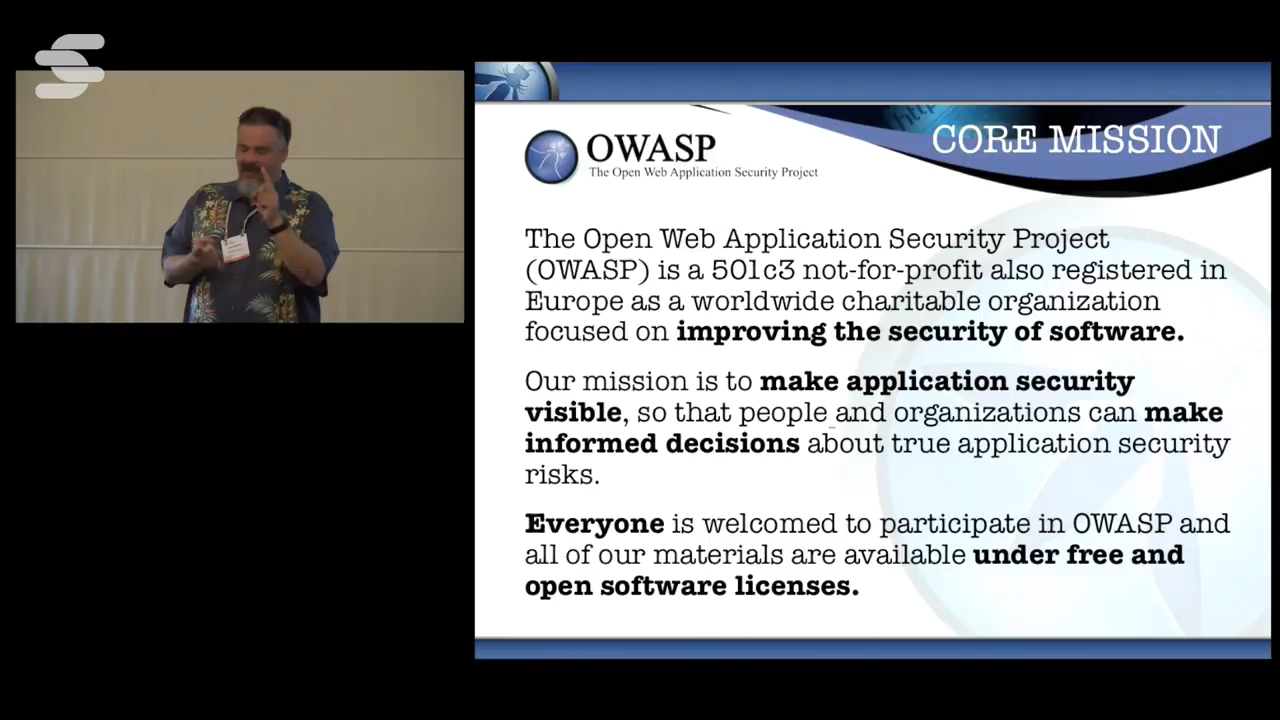 CORE MISSION
OWASP
The Open Web Application Security Project
The Open Web Application Security Project
(OWASP) is a 501c3 not-for-profit also registered in
Europe as a worldwide charitable organization
focused on improving the security of software.
Our mission is to make application security
visible, so that people and organizations can make
informed decisions about true application security
risks.
Everyone is welcomed to participate in OWASP and
all of our materials are available under free and
open software licenses.